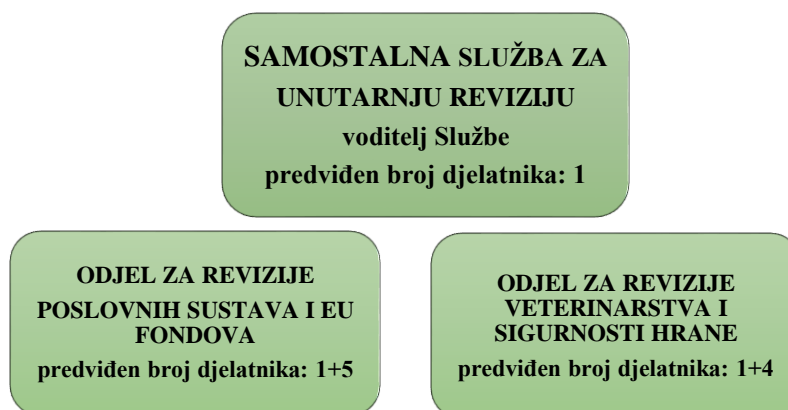 SAMOSTALNA SLUŽBA ZA
UNUTARNJU REVIZIJU
voditelj Službe
predviđen broj djelatnika: 1
ODJEL ZA REVIZIJE
POSLOVNIH SUSTAVA I EU
FONDOVA
predviđen broj djelatnika: 1+5
ODJEL ZA REVIZIJE
VETERINARSTVA I
SIGURNOSTI HRANE
predviđen broj djelatnika: 1+4